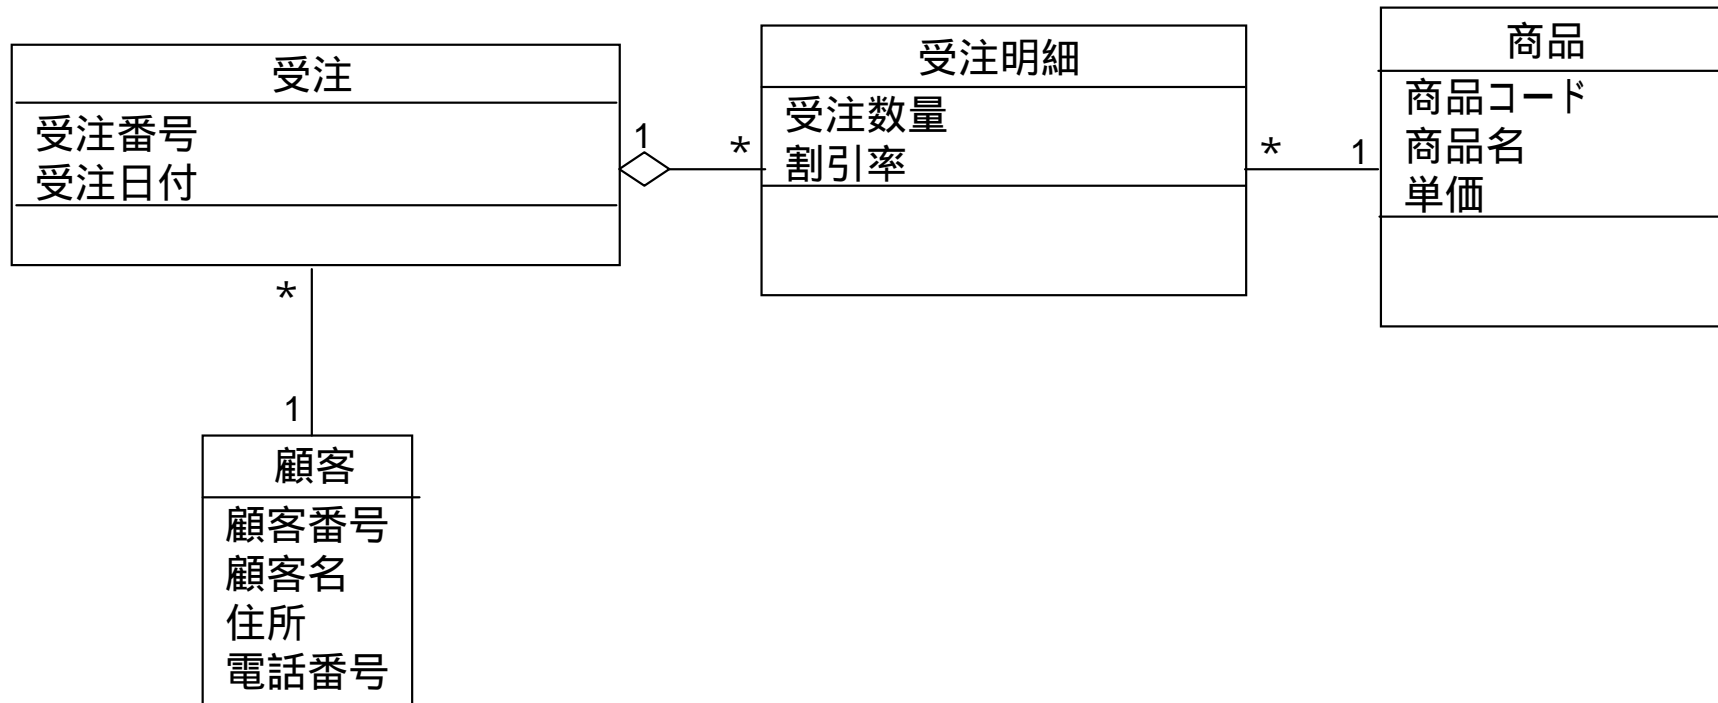 受注
受注番号
受注日付
1
*
受注明細
受注数量
割引率
*
1
商品
商品コード
商品名
単価
*
1
顧客
顧客番号
顧客名
住所
電話番号